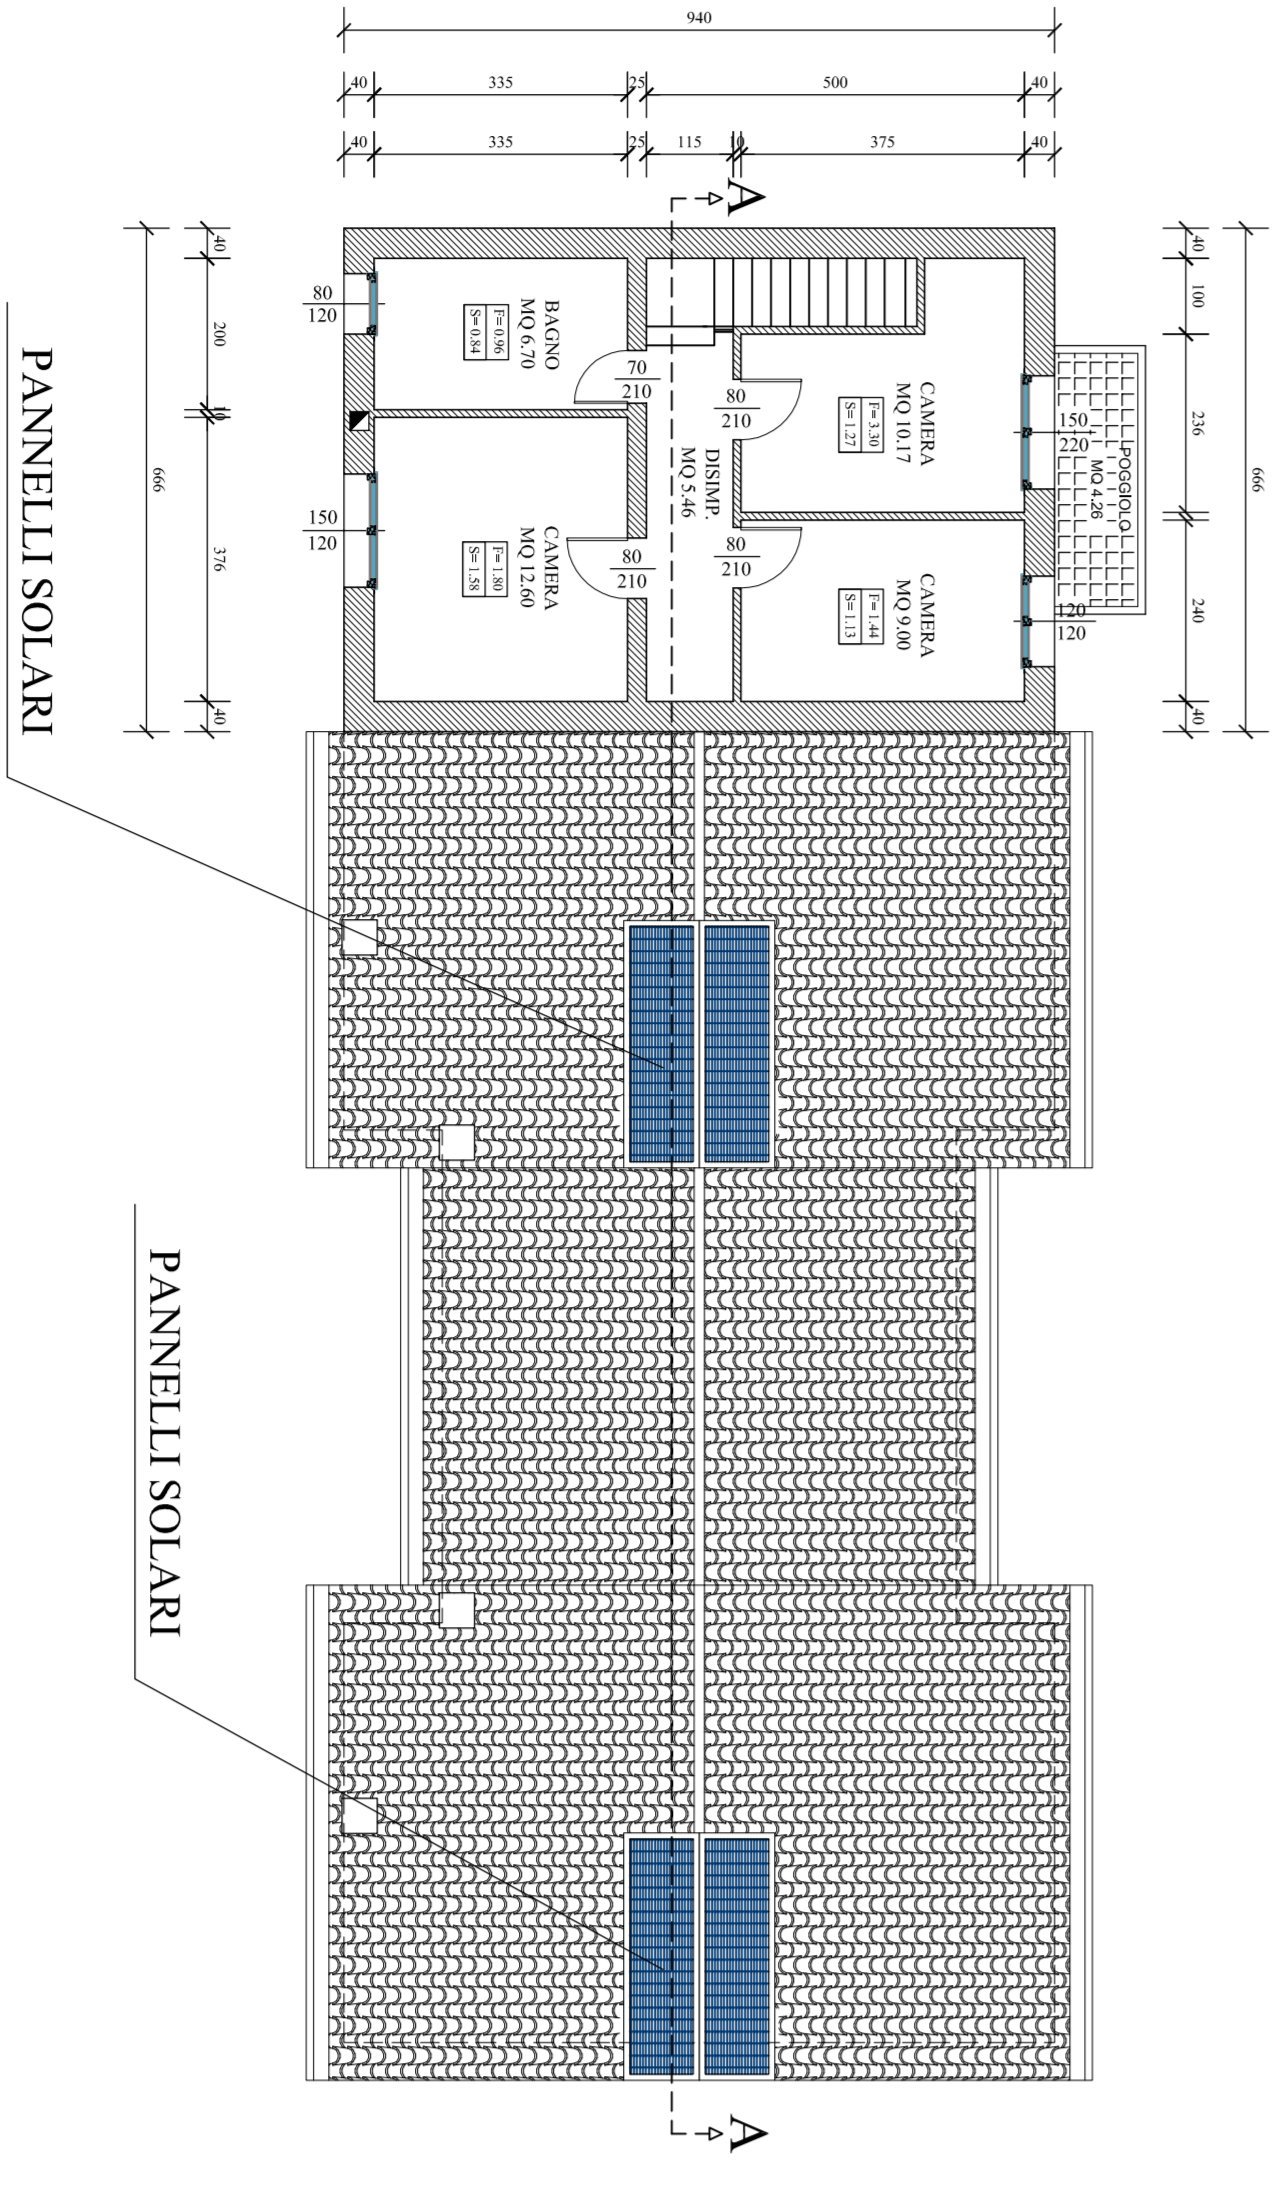 940
40
335
25
500
40
40
335
25
115
10
375
40
A
40
200
10
376
40
666
40
100
236
240
40
666
80
120
BAGNO
MQ 6.70
F= 0.96
S= 0.84
70
210
80
210
CAMERA
MQ 10.17
F= 3.30
S= 1.27
150
220
POGGIOLO
MQ 4.26
DISIMP.
MQ 5.46
150
120
CAMERA
MQ 12.60
F= 1.80
S= 1.58
80
210
80
210
CAMERA
MQ 9.00
F= 1.44
S= 1.13
120
120
PANNELLI SOLARI
PANNELLI SOLARI
A